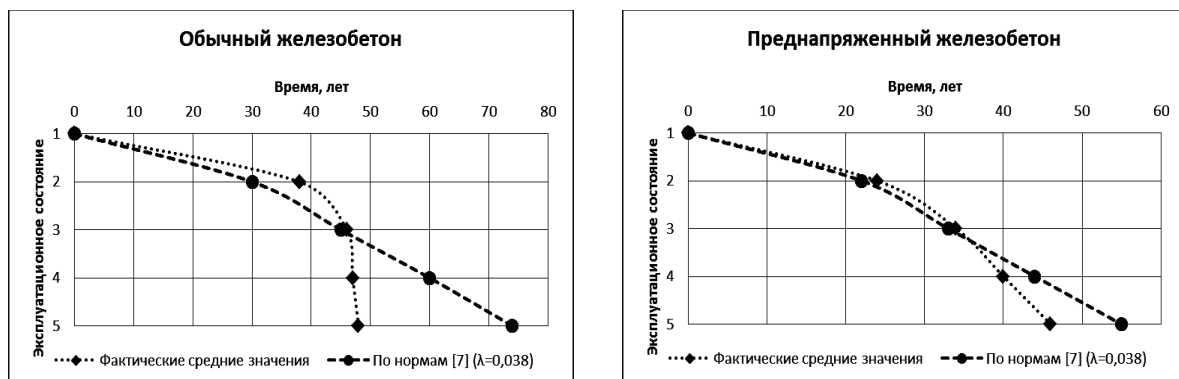 Обычный железобетон
Время, лет
0 10 20 30 40 50 60 70 80
Эксплуатационное состояние
1
2
3
4
5
Фактические средние значения По нормам [7] (λ=0,038)
Преднапряженный железобетон
Время, лет
0 10 20 30 40 50 60
Эксплуатационное состояние
1
2
3
4
5
Фактические средние значения По нормам [7] (λ=0,038)